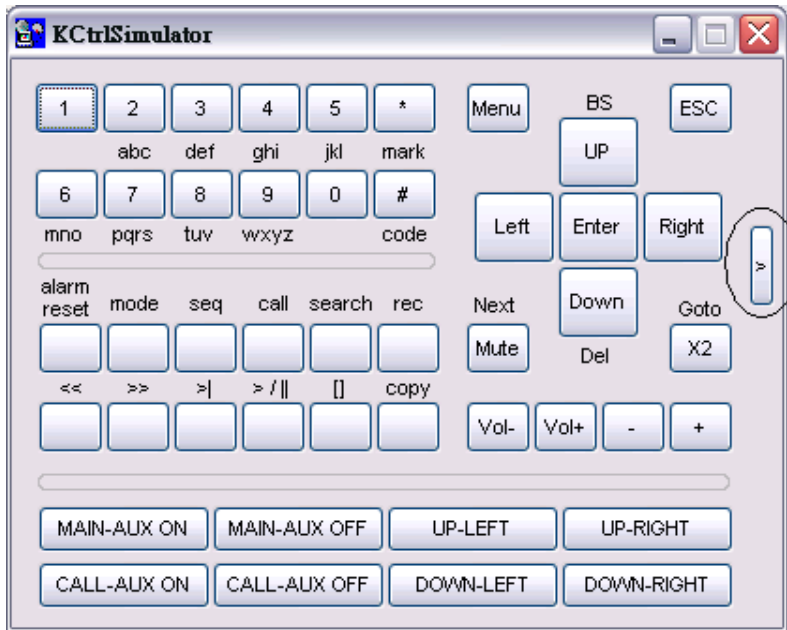 KCtrlSimulator
1 2 3 4 5 *
abc def ghi jkl mark
6 7 8 9 0 #
mno pqrs tuv wxyz code
alarm reset mode seq call search rec
<< >> >| > / || [] copy
Menu BS ESC
UP
Left Enter Right
>
Next Down Goto
Mute Del X2
Vol- Vol+ - +
MAIN-AUX ON MAIN-AUX OFF UP-LEFT UP-RIGHT
CALL-AUX ON CALL-AUX OFF DOWN-LEFT DOWN-RIGHT